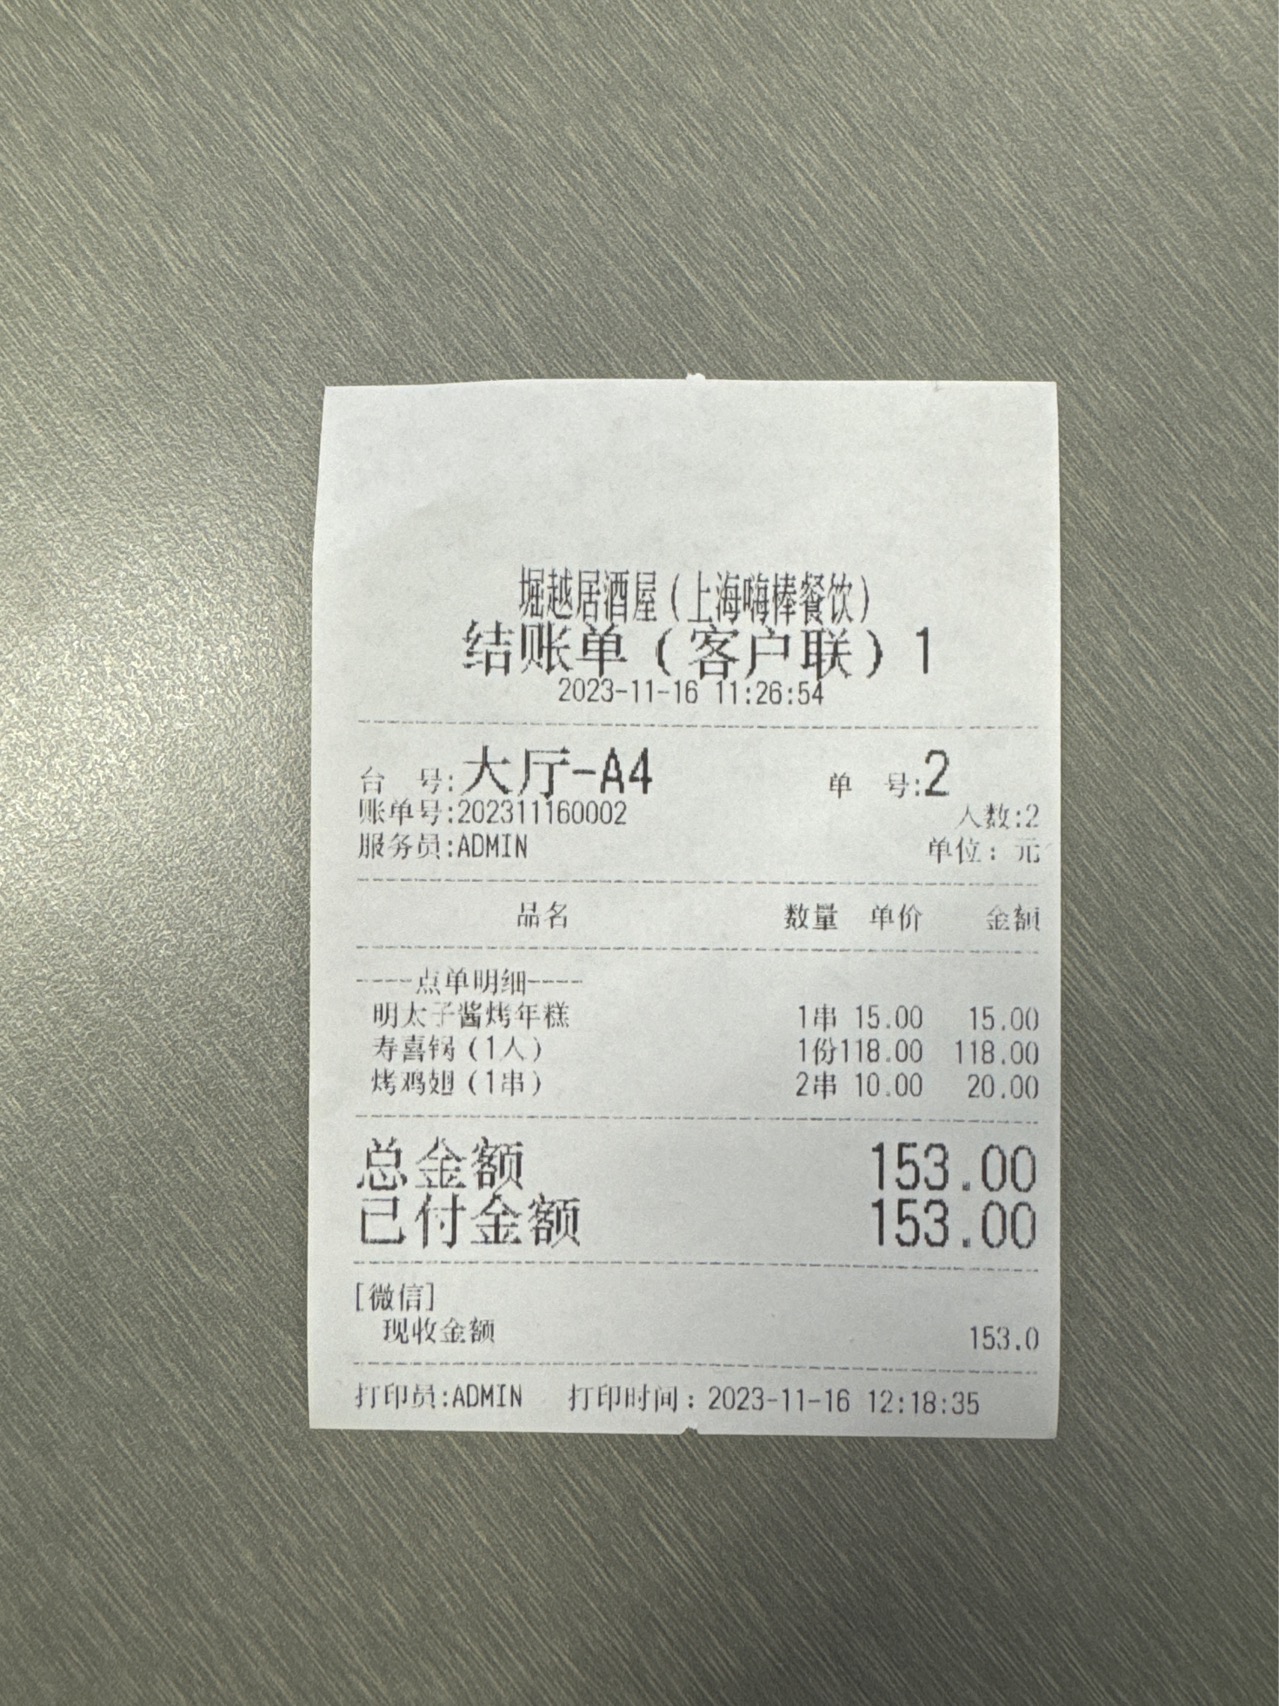 堀越居酒屋(上海嗨棒餐饮)
结账单(客户联)1
2023-11-16 11:26:54
台 号:大厅-A4 单 号:2
账单号:202311160002 人数:2
服务员:ADMIN 单位：元
品名 数量 单价 金额
----点单明细----
明太子酱烤年糕 1串 15.00 15.00
寿喜锅(1人) 1份118.00 118.00
烤鸡翅(1串) 2串 10.00 20.00
总金额 153.00
已付金额 153.00
[微信]
现收金额 153.0
打印员:ADMIN 打印时间：2023-11-16 12:18:35